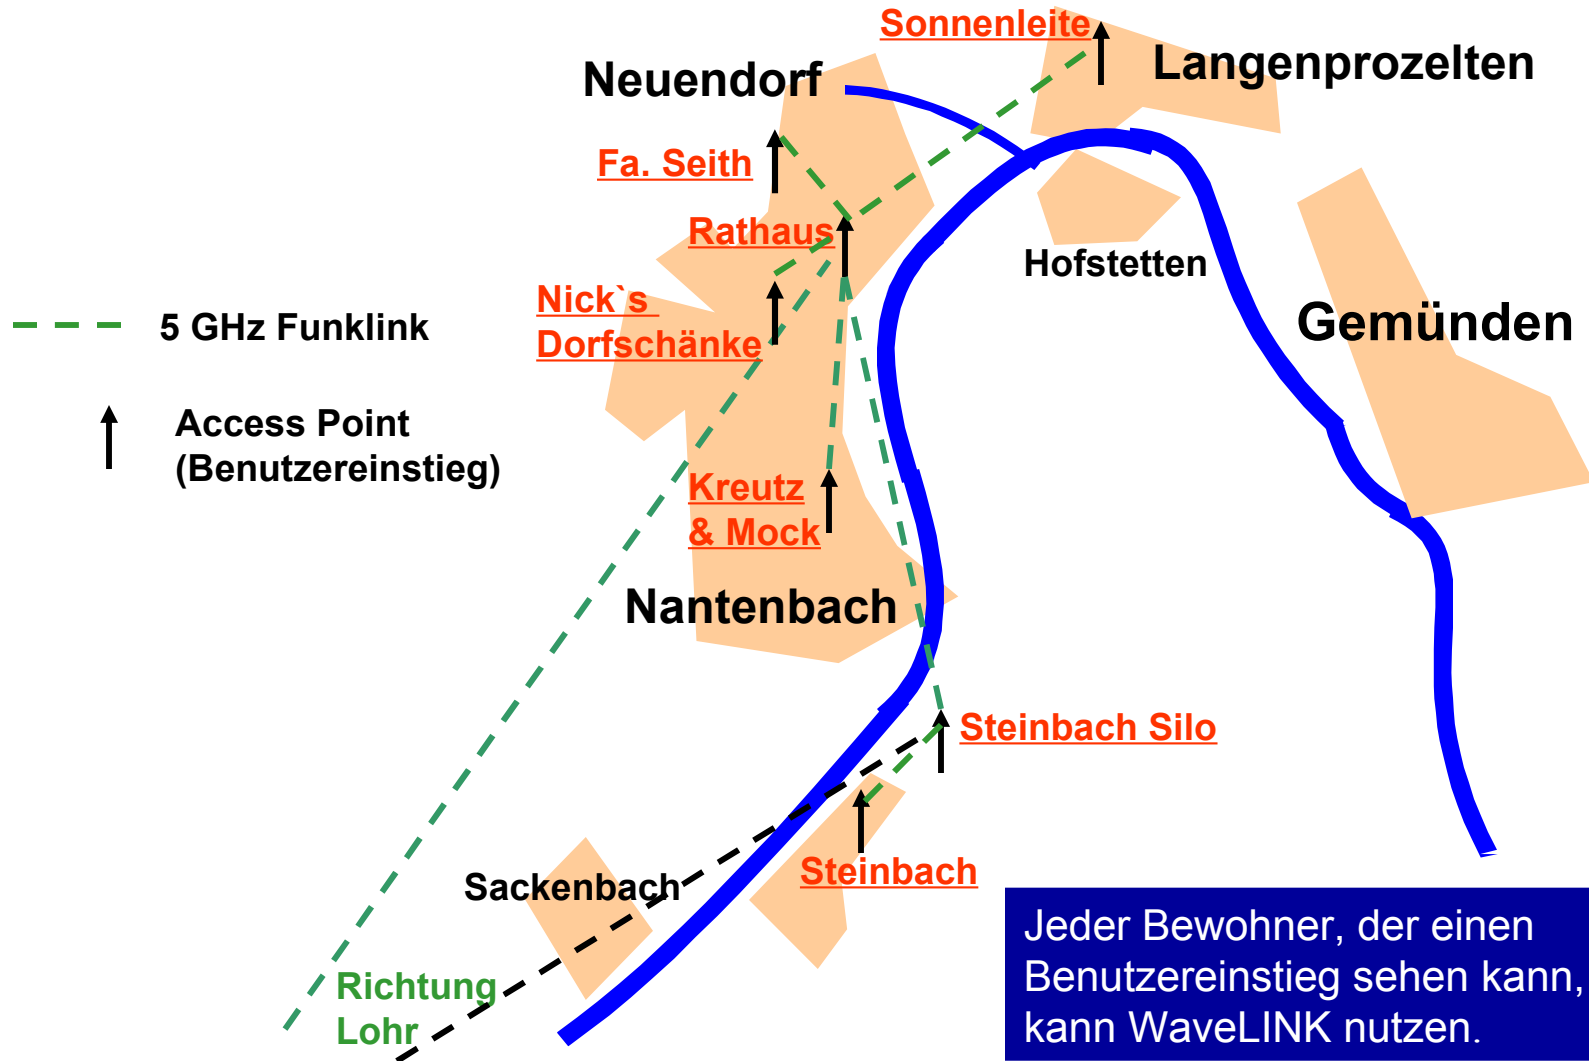 Sonnenleite
Langenprozelten
Neuendorf
Fa. Seith
Rathaus
Hofstetten
Nick`s
Dorfschänke
5 GHz Funklink
Gemünden
Access Point
(Benutzereinstieg)
Kreutz
& Mock
Nantenbach
Steinbach Silo
Steinbach
Sackenbach
Richtung
Lohr
Jeder Bewohner, der einen
Benutzereinstieg sehen kann,
kann WaveLINK nutzen.